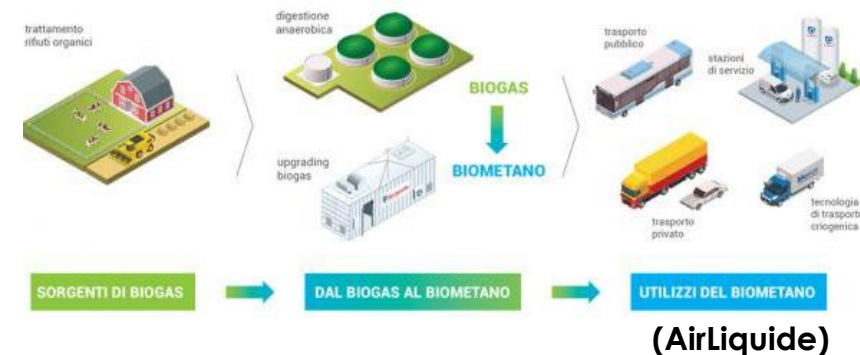 trattamento
rifiuti organici
digestione
anaerobica
BIOGAS
BIOMETANO
upgrading
biogas
trasporto
pubblico
stazioni
di servizio
trasporto
privato
tecnologia
di trasporto
criogenica
SORGENTI DI BIOGAS
DAL BIOGAS AL BIOMETANO
UTILIZZI DEL BIOMETANO
(AirLiquide)